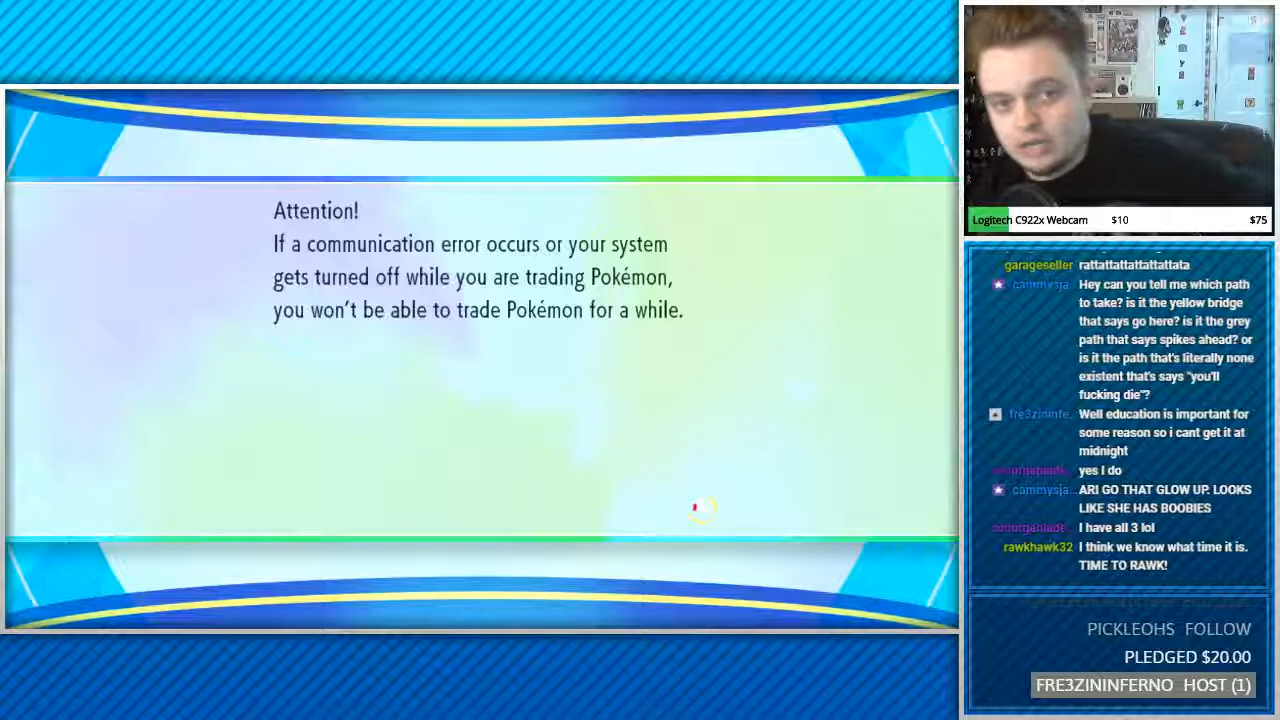 Attention!
If a communication error occurs or your system
gets turned off while you are trading Pokémon,
you won't be able to trade Pokémon for a while.
Logitech C922x Webcam $10 $75
garageseller rattattattattattattata
cammysja. Hey can you tell me which path
to take? is it the yellow bridge
that says go here? is it the grey
path that says spikes ahead? or
is it the path that's literally none
existent that's says "you'll
fucking die"?
fre3zininfe. Well education is important for
some reason so i cant get it at
midnight
yes I do
cammysja... ARI GO THAT GLOW UP. LOOKS
LIKE SHE HAS BOOBIES
I have all 3 lol
rawkhawk32 I think we know what time it is.
TIME TO RAWK!
PICKLEOHS FOLLOW
PLEDGED $20.00
FRE3ZININFERNO HOST (1)